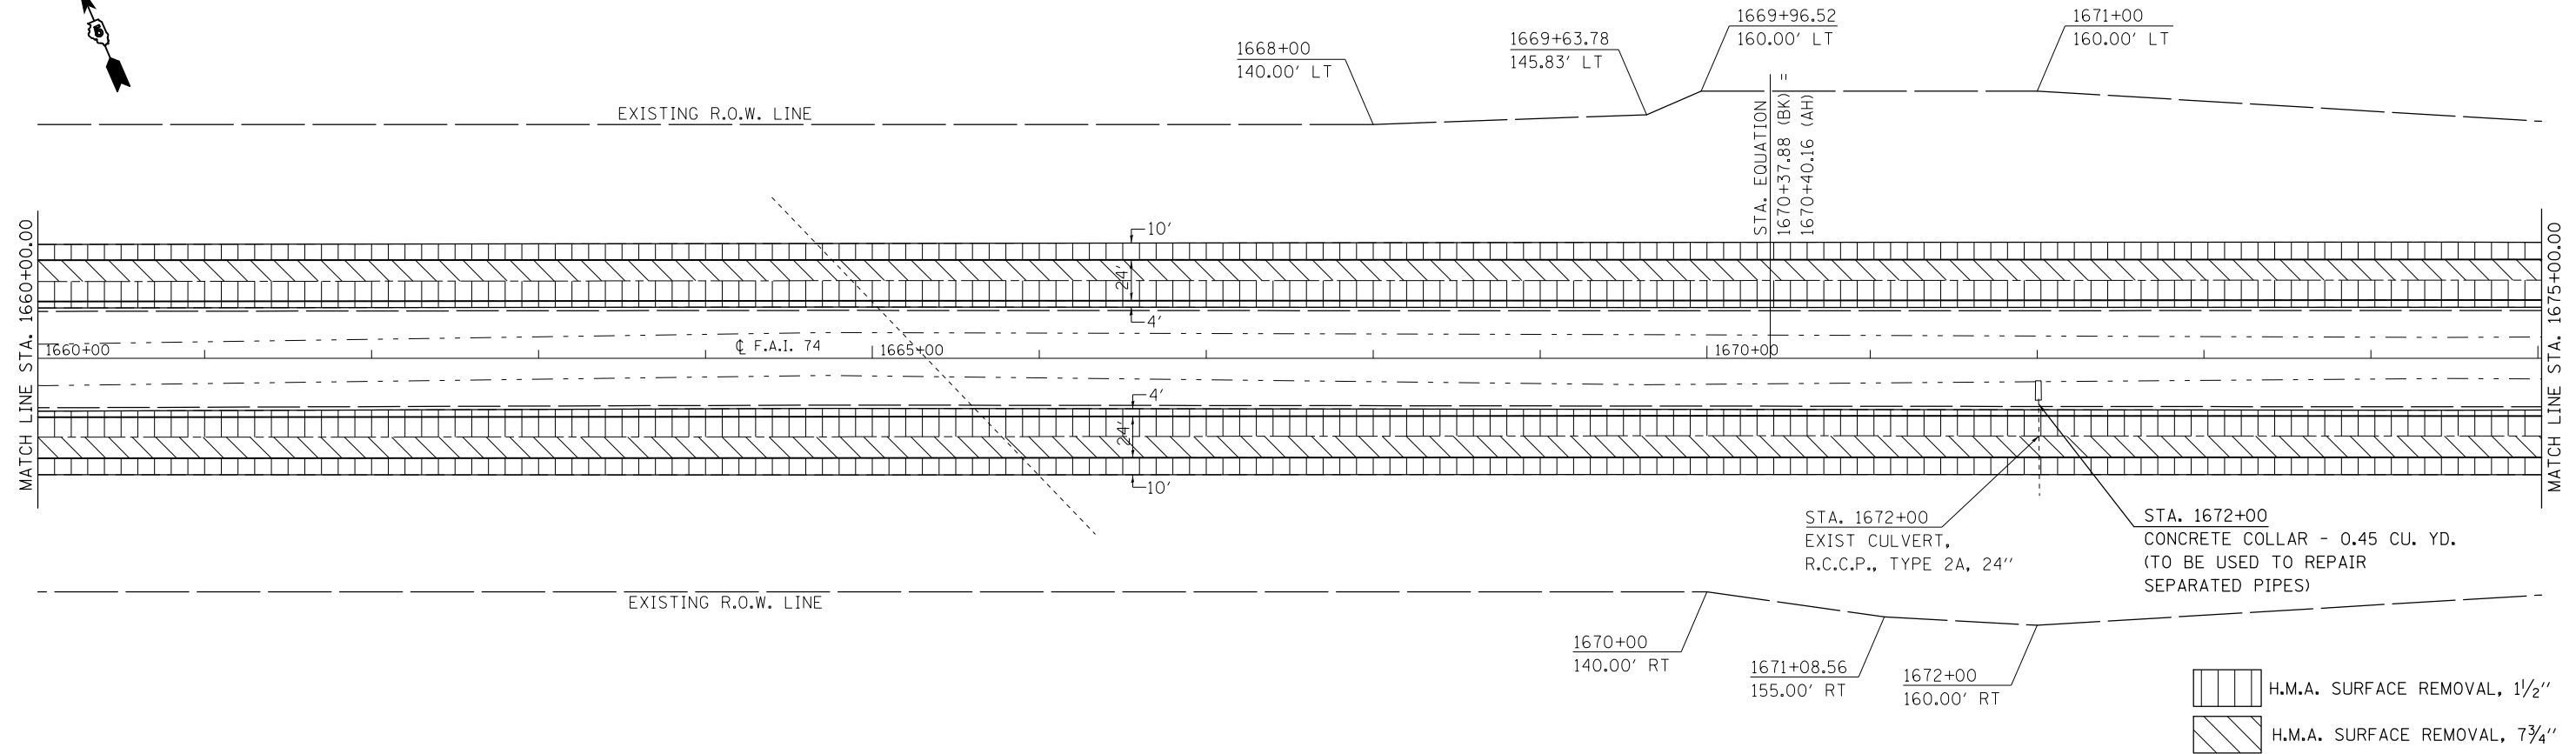 1669+96.52
160.00' LT
1671+00
160.00' LT
1669+63.78
145.83' LT
1668+00
140.00' LT
EXISTING R.O.W. LINE
STA. EQUATION
1670+37.88 (BK) =
1670+40.16 (AH)
MATCH LINE STA. 1660+00.00
MATCH LINE STA. 1675+00.00
10'
24'
4'
1660+00
℄ F.A.I. 74
1665+00
1670+00
4'
24'
10'
STA. 1672+00
EXIST CULVERT,
R.C.C.P., TYPE 2A, 24"
STA. 1672+00
CONCRETE COLLAR - 0.45 CU. YD.
(TO BE USED TO REPAIR
SEPARATED PIPES)
EXISTING R.O.W. LINE
1670+00
140.00' RT
1671+08.56
155.00' RT
1672+00
160.00' RT
H.M.A. SURFACE REMOVAL, 1½"
H.M.A. SURFACE REMOVAL, 7¾"